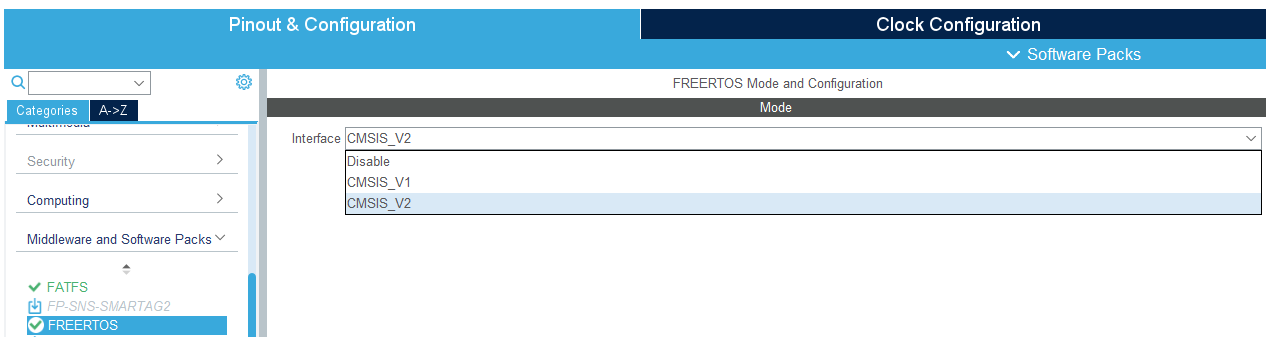 Pinout & Configuration
Clock Configuration
Software Packs
FREERTOS Mode and Configuration
Categories
A->Z
Mode
Multimedia
Interface
CMSIS_V2
Disable
Security
CMSIS_V1
Computing
CMSIS_V2
Middleware and Software Packs
FATFS
FP-SNS-SMARTAG2
FREERTOS